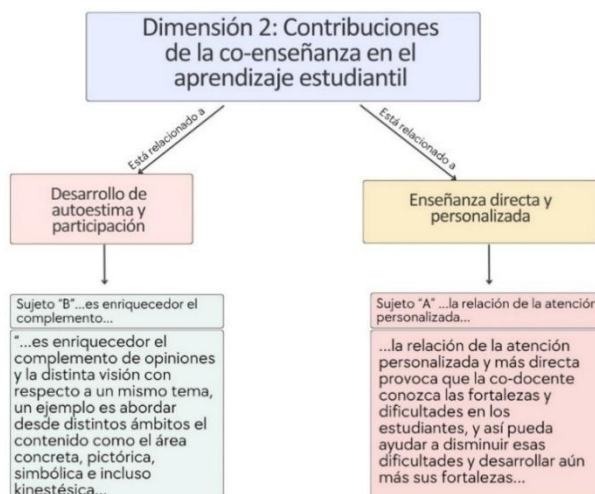 Dimensión 2: Contribuciones
de la co-enseñanza en el
aprendizaje estudiantil
Está relacionado a
Está relacionado a
Desarrollo de
autoestima y
participación
Enseñanza directa y
personalizada
Sujeto "B"...es enriquecedor el
complemento...
"...es enriquecedor el
complemento de opiniones
y la distinta visión con
respecto a un mismo tema,
un ejemplo es abordar
desde distintos ámbitos el
contenido como el área
concreta, pictórica,
simbólica e incluso
kinestésica...
Sujeto "A" ...la relación de la atención
personalizada...
...la relación de la atención
personalizada y más directa
provoca que la co-docente
conozca las fortalezas y
dificultades en los
estudiantes, y así pueda
ayudar a disminuir esas
dificultades y desarrollar aún
más sus fortalezas...